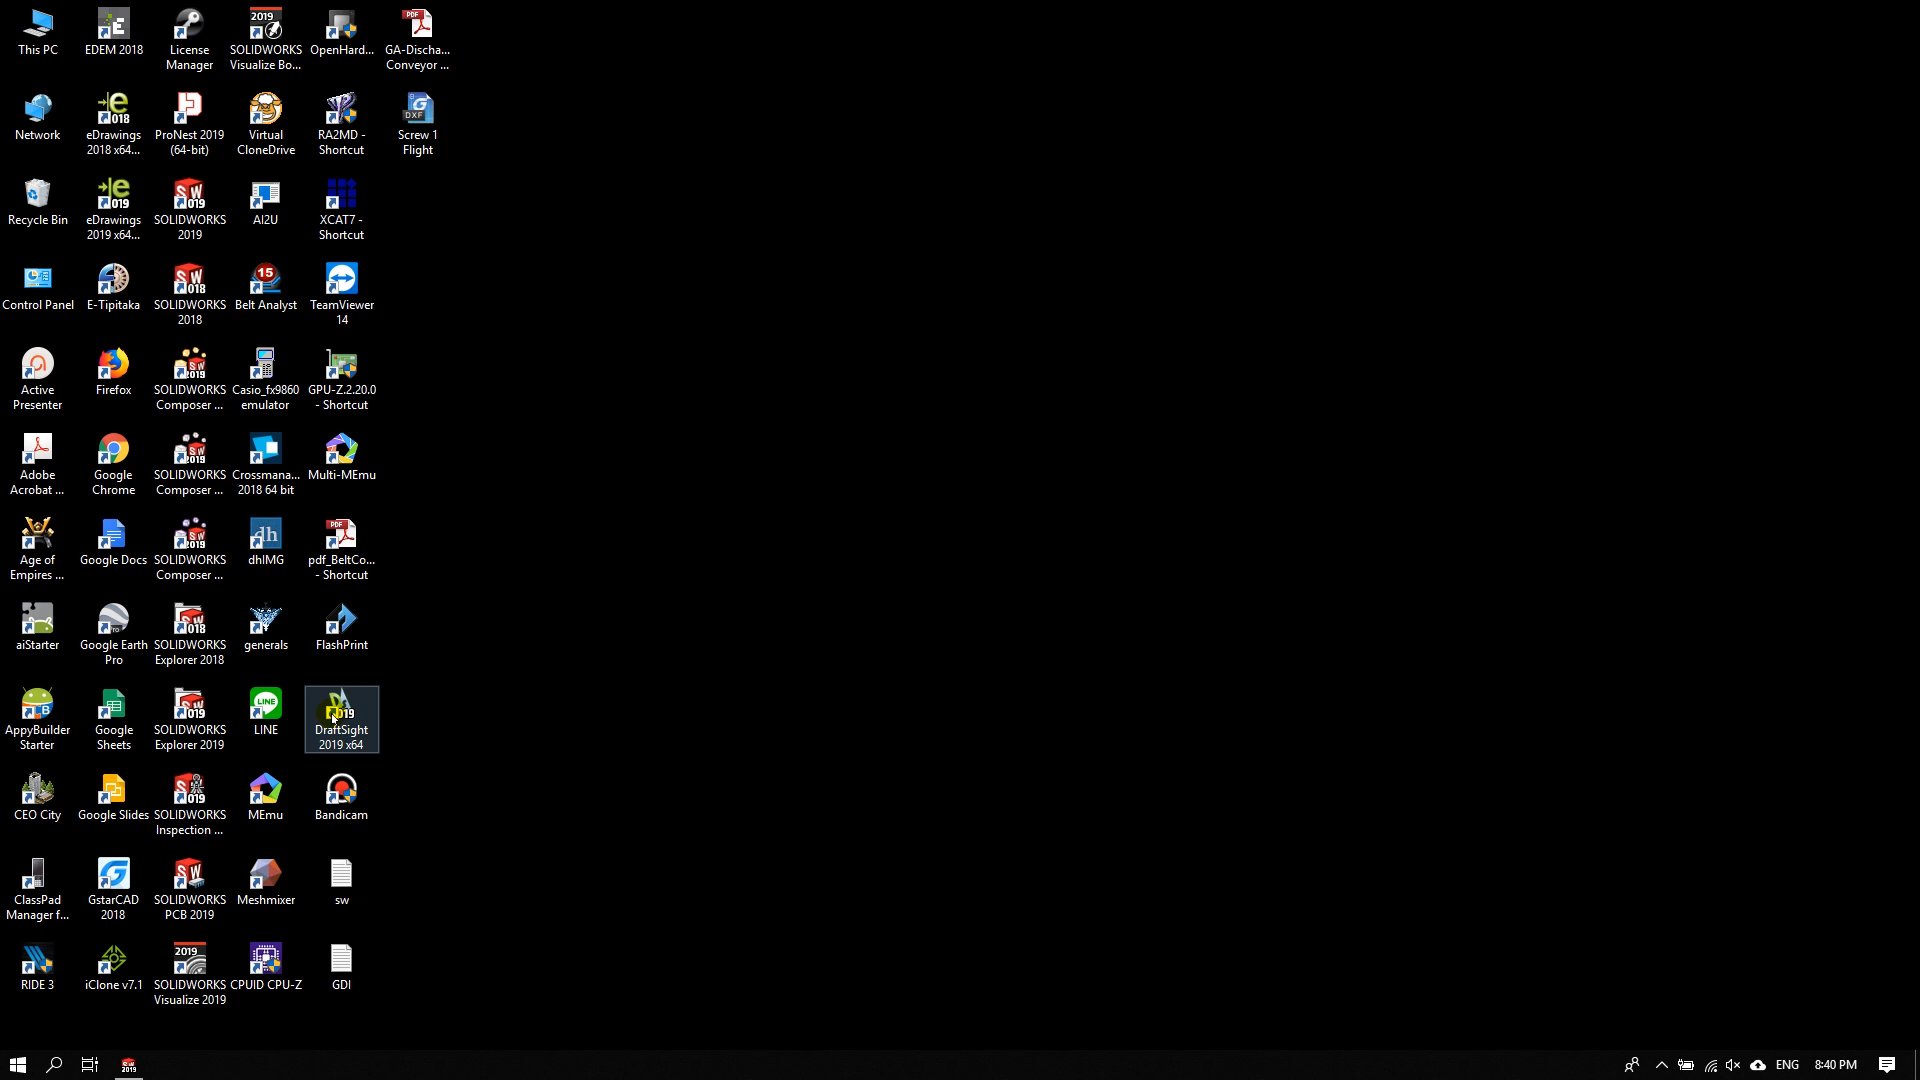 This PC
Network
Recycle Bin
Control Panel
Active
Presenter
Adobe
Acrobat ...
Age of
Empires ...
aiStarter
AppyBuilder
Starter
CEO City
ClassPad
Manager f...
RIDE 3
EDEM 2018
eDrawings
2018 x64...
eDrawings
2019 x64...
E-Tipitaka
Firefox
Google
Chrome
Google Docs
Google Earth
Pro
Google
Sheets
Google Slides
GstarCAD
2018
iClone v7.1
License
Manager
ProNest 2019
(64-bit)
SOLIDWORKS
2019
SOLIDWORKS
2018
SOLIDWORKS
Composer ...
SOLIDWORKS
Composer ...
SOLIDWORKS
Composer ...
SOLIDWORKS
Explorer 2018
SOLIDWORKS
Explorer 2019
SOLIDWORKS
Inspection ...
SOLIDWORKS
PCB 2019
SOLIDWORKS
Visualize 2019
SOLIDWORKS
Visualize Bo...
Virtual
CloneDrive
AI2U
Belt Analyst
Casio_fx9860
emulator
Crossmana...
2018 64 bit
dhIMG
generals
LINE
MEmu
Meshmixer
CPUID CPU-Z
OpenHard...
RA2MD -
Shortcut
XCAT7 -
Shortcut
TeamViewer
14
GPU-Z.2.20.0
- Shortcut
Multi-MEmu
pdf_BeltCo...
- Shortcut
FlashPrint
DraftSight
2019 x64
Bandicam
sw
GDI
GA-Discha...
Conveyor ...
Screw 1
Flight
ENG
8:40 PM